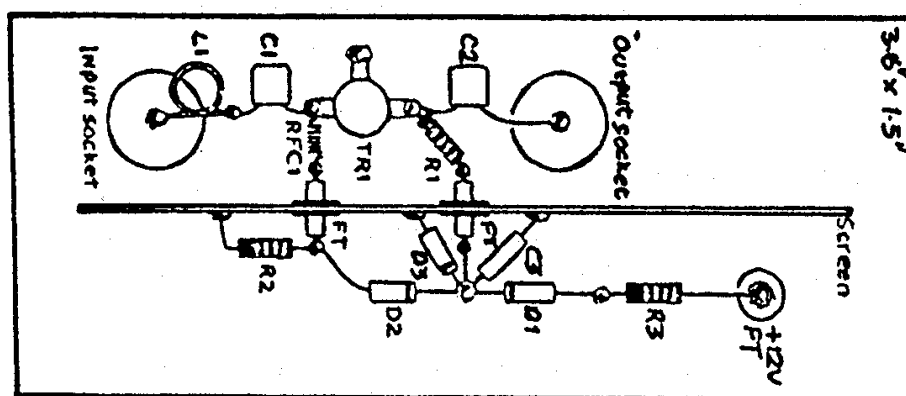 Input socket
L1
C1
RFC1
TR1
C2
R1
Output socket
3.6" x 1.5"
Screen
FT
FT
R2
D3
C3
D2
D1
R3
+12V
FT